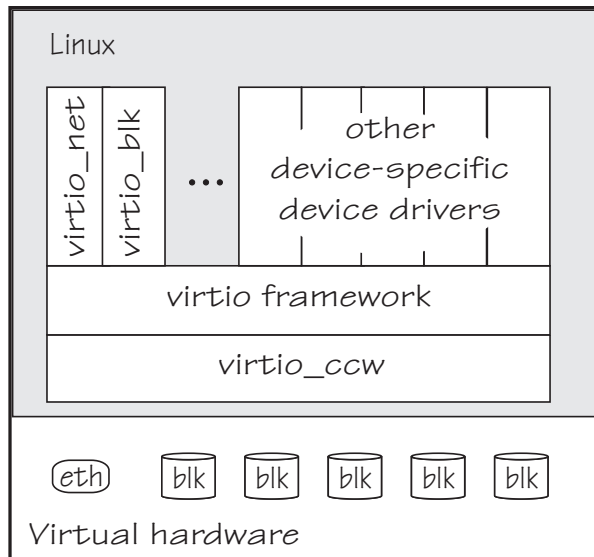 Linux
virtio_net
virtio_blk
...
other
device-specific
device drivers
virtio framework
virtio_ccw
eth
blk
blk
blk
blk
blk
Virtual hardware